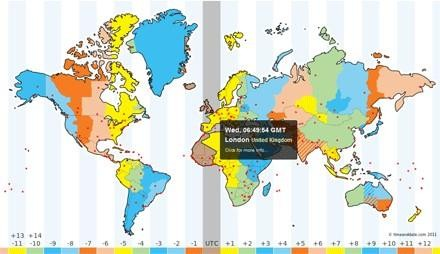 Wed, 06:49:54 GMT
London United Kingdom
Click for more info...
© timeanddate.com 2011
+13 +14
-11 -10 -9 -8 -7 -6 -5 -4 -3 -2 -1 UTC +1 +2 +3 +4 +5 +6 +7 +8 +9 +10 +11 +12